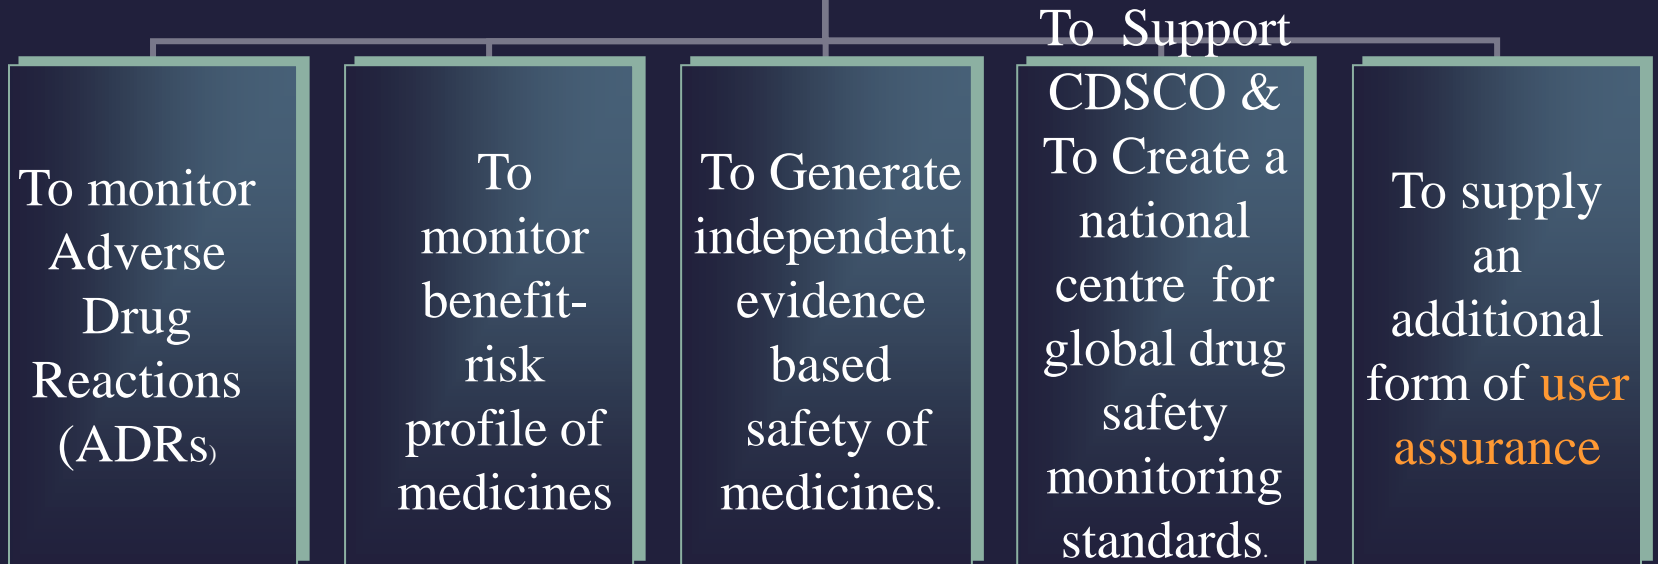 To monitor
Adverse
Drug
Reactions
(ADRs)
To
monitor
benefit-
risk
profile of
medicines
To Generate
independent,
evidence
based
safety of
medicines.
To Support
CDSCO &
To Create a
national
centre for
global drug
safety
monitoring
standards.
To supply
an
additional
form of user
assurance